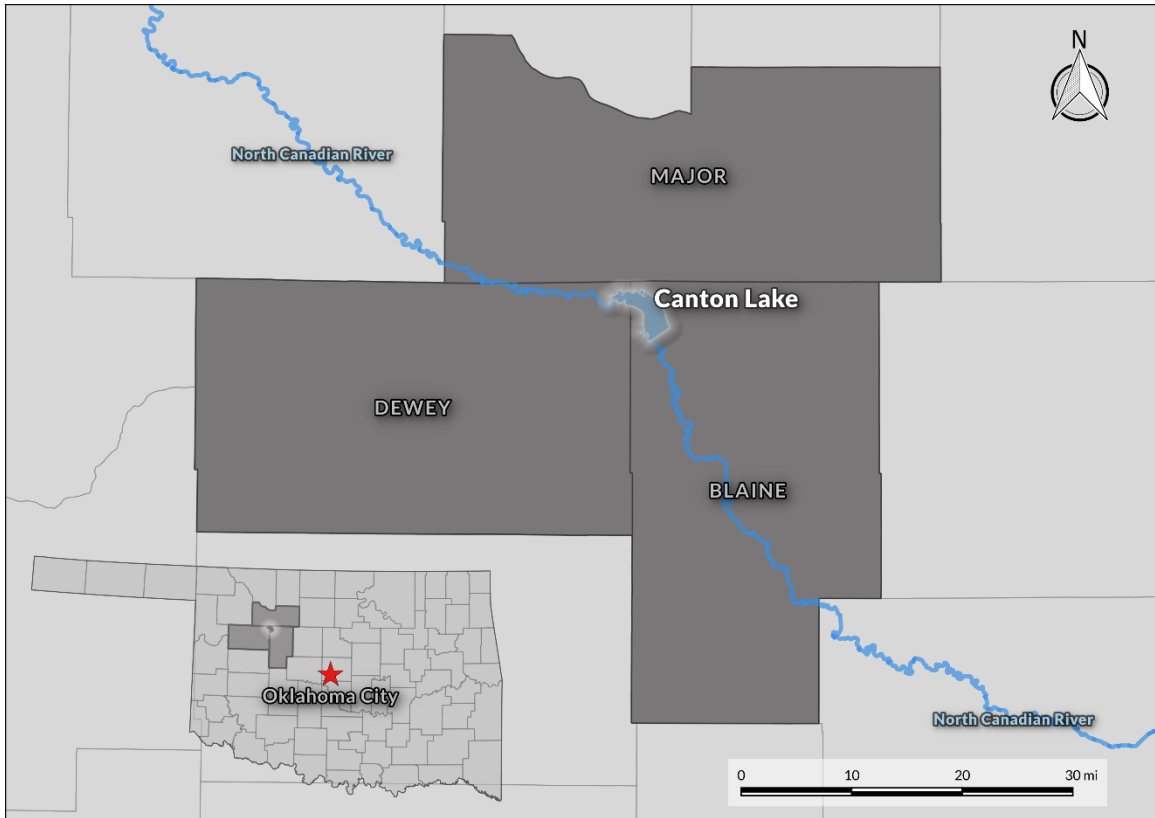 N
North Canadian River
MAJOR
Canton Lake
DEWEY
BLAINE
Oklahoma City
North Canadian River
0 10 20 30 mi